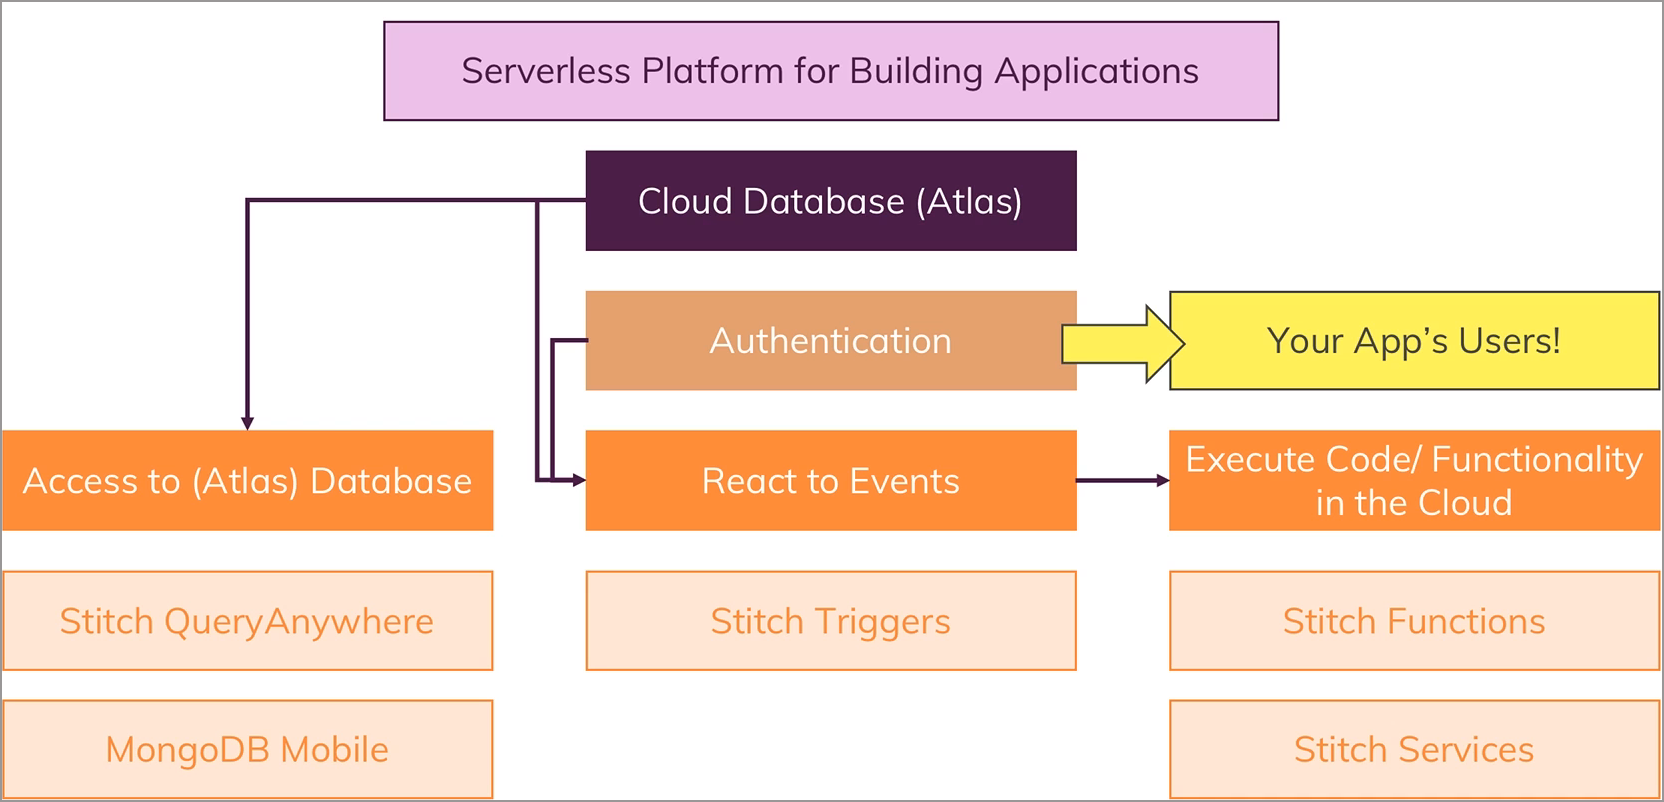 Serverless Platform for Building Applications
Cloud Database (Atlas)
Authentication
Your App’s Users!
Access to (Atlas) Database
React to Events
Execute Code/ Functionality
in the Cloud
Stitch QueryAnywhere
Stitch Triggers
Stitch Functions
MongoDB Mobile
Stitch Services